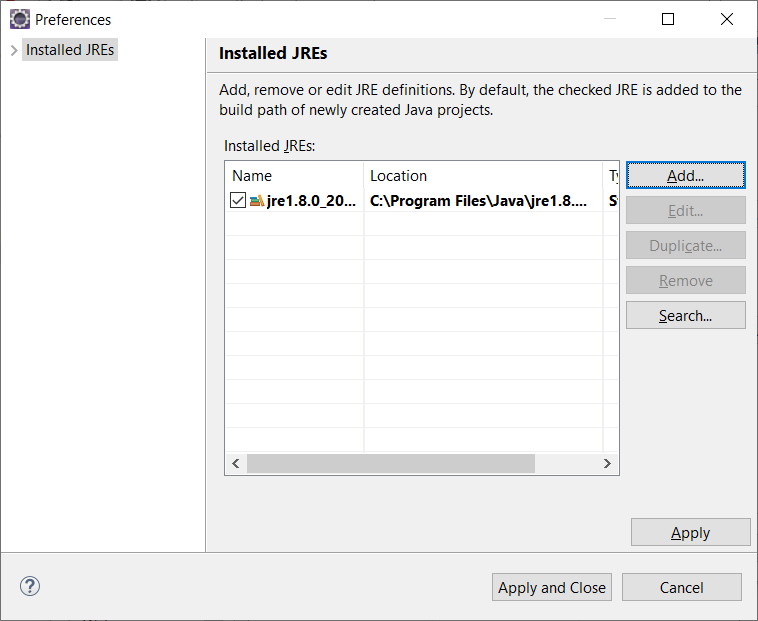 Preferences
Installed JREs
Installed JREs
Add, remove or edit JRE definitions. By default, the checked JRE is added to the
build path of newly created Java projects.
Installed JREs:
Name Location
jre1.8.0_20... C:\Program Files\Java\jre1.8....
Add...
Edit...
Duplicate...
Remove
Search...
Apply
Apply and Close Cancel